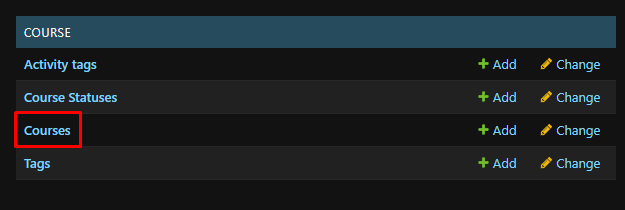 COURSE
Activity tags Add Change
Course Statuses Add Change
Courses Add Change
Tags Add Change